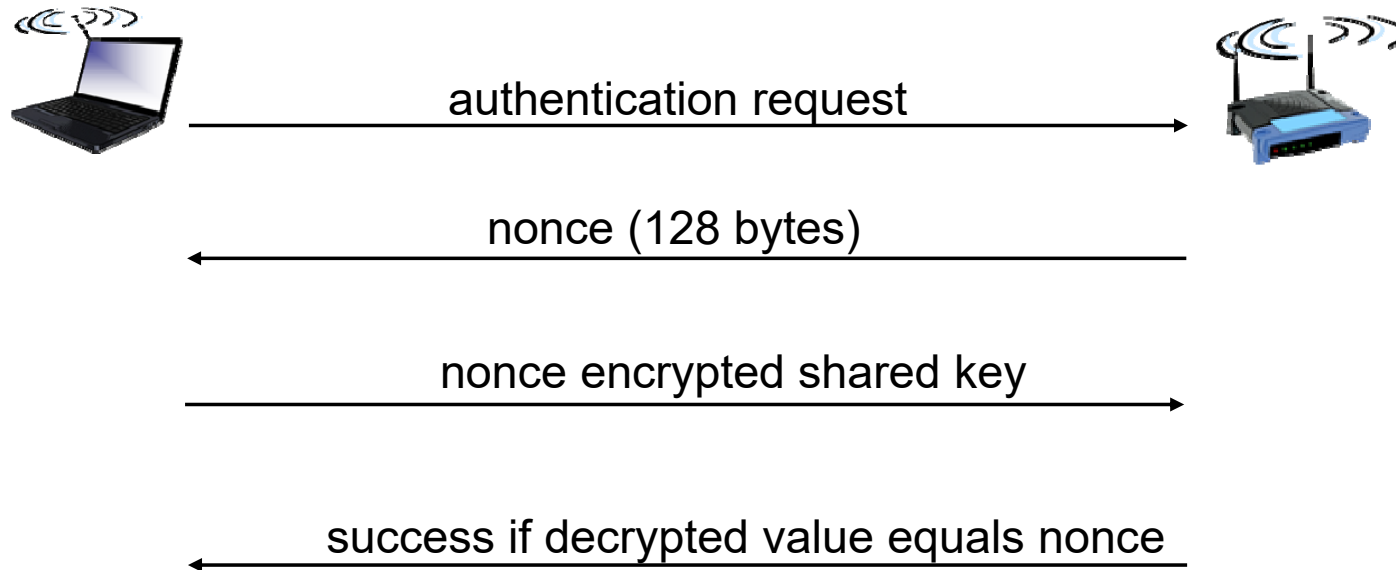 authentication request
nonce (128 bytes)
nonce encrypted shared key
success if decrypted value equals nonce